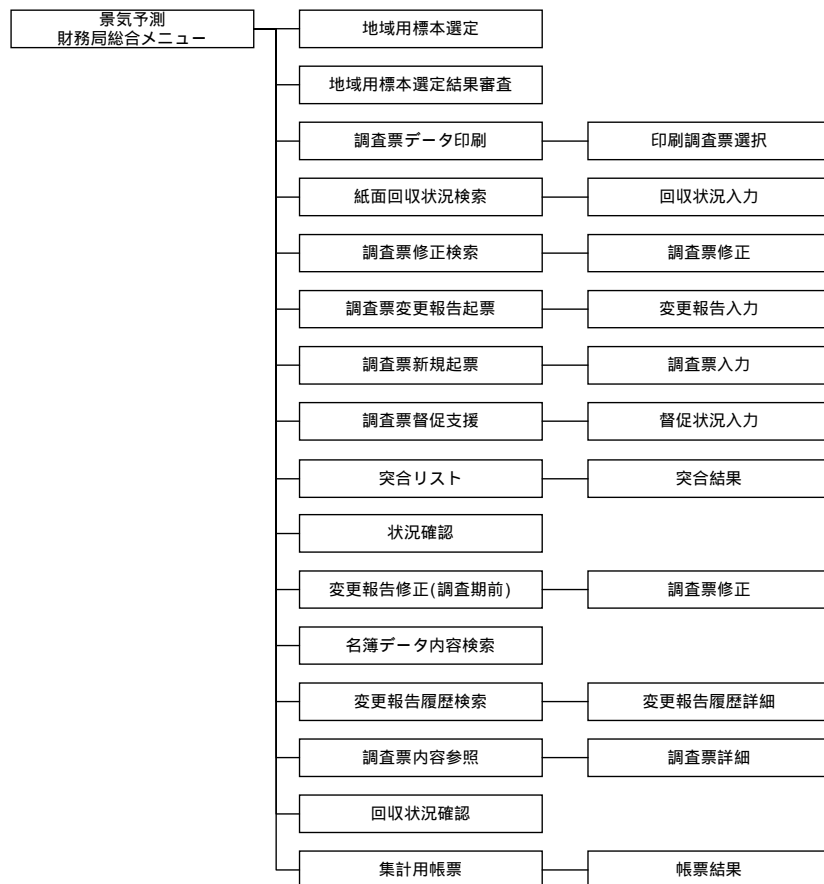 景気予測
財務局総合メニュー
地域用標本選定
地域用標本選定結果審査
調査票データ印刷
印刷調査票選択
紙面回収状況検索
回収状況入力
調査票修正検索
調査票修正
調査票変更報告起票
変更報告入力
調査票新規起票
調査票入力
調査票督促支援
督促状況入力
突合リスト
突合結果
状況確認
変更報告修正(調査期前)
調査票修正
名簿データ内容検索
変更報告履歴検索
変更報告履歴詳細
調査票内容参照
調査票詳細
回収状況確認
集計用帳票
帳票結果